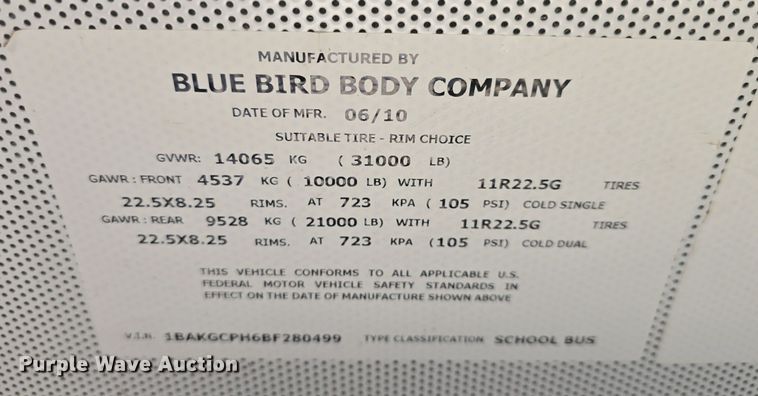 MANUFACTURED BY
BLUE BIRD BODY COMPANY
DATE OF MFR. 06/10
SUITABLE TIRE - RIM CHOICE
GVWR: 14065 KG ( 31000 LB)
GAWR : FRONT 4537 KG ( 10000 LB) WITH 11R22.5G TIRES
22.5X8.25 RIMS. AT 723 KPA ( 105 PSI) COLD SINGLE
GAWR : REAR 9528 KG ( 21000 LB) WITH 11R22.5G TIRES
22.5X8.25 RIMS. AT 723 KPA ( 105 PSI) COLD DUAL
THIS VEHICLE CONFORMS TO ALL APPLICABLE U.S.
FEDERAL MOTOR VEHICLE SAFETY STANDARDS IN
EFFECT ON THE DATE OF MANUFACTURE SHOWN ABOVE
V.I.N. 1BAKGCPH6BF280499 TYPE CLASSIFICATION SCHOOL BUS
Purple Wave Auction